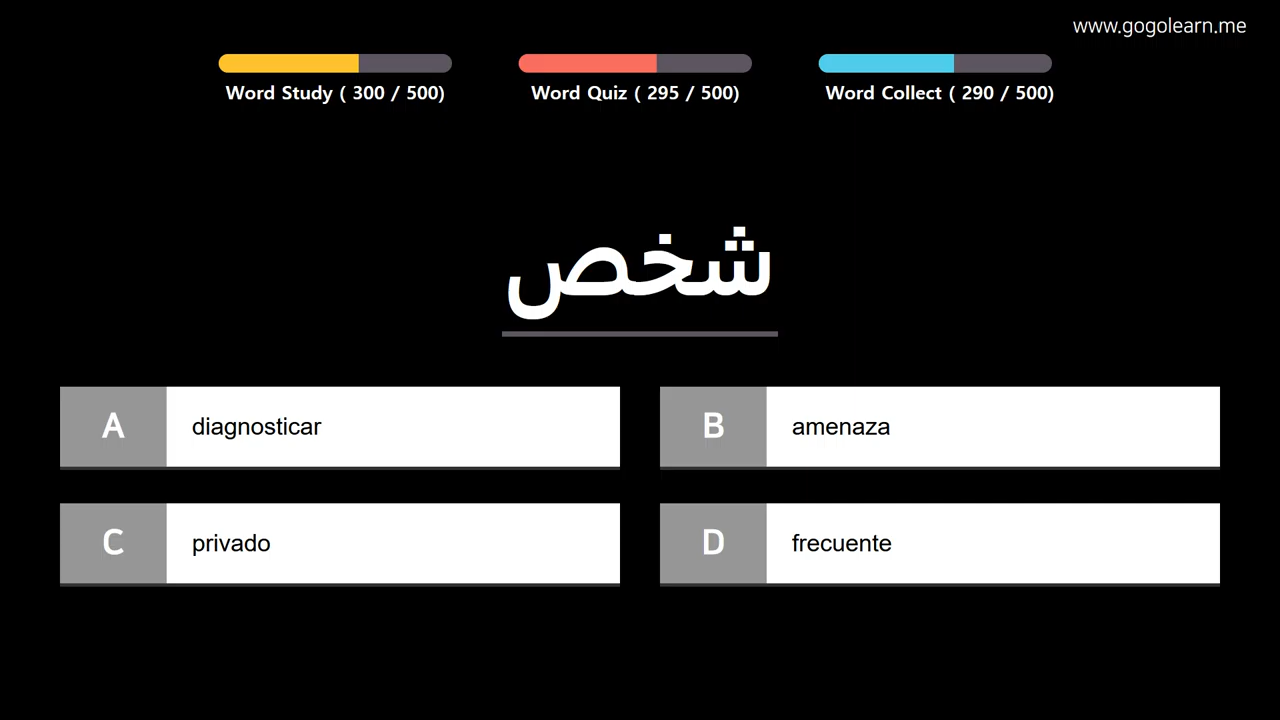 www.gogolearn.me
Word Study ( 300 / 500)
Word Quiz ( 295 / 500)
Word Collect ( 290 / 500)
شخص
A diagnosticar
B amenaza
C privado
D frecuente